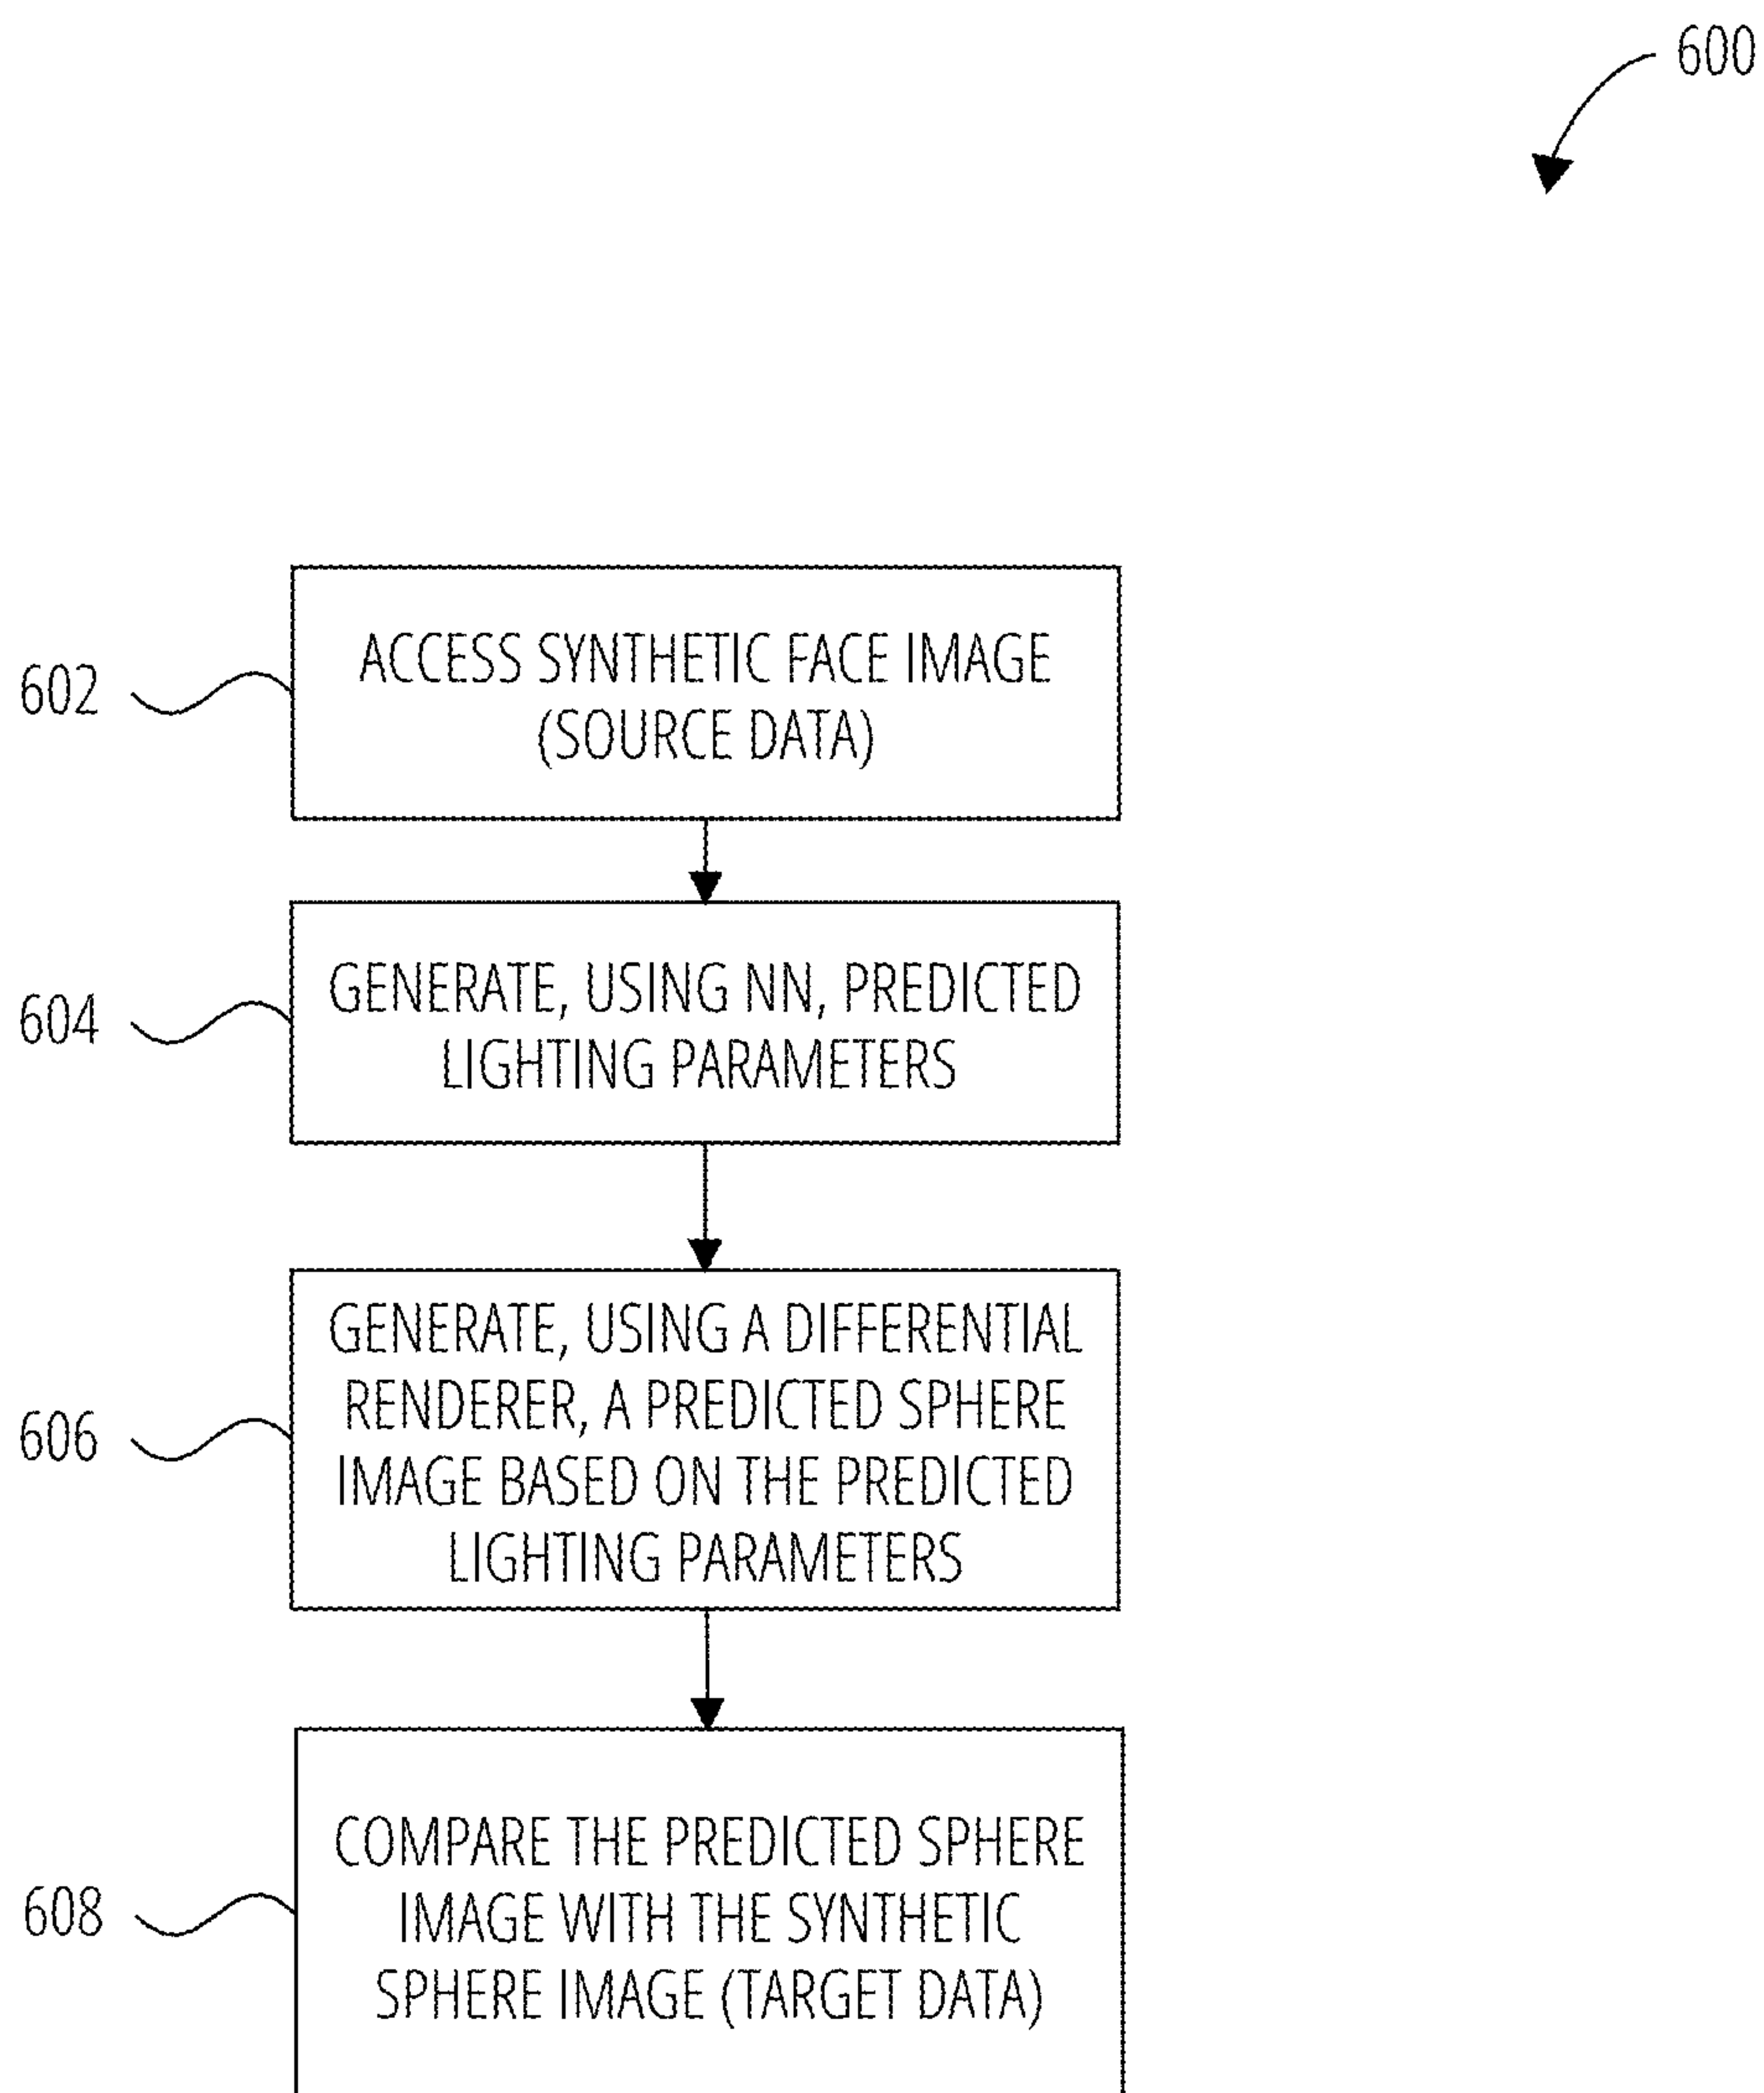 600
602
ACCESS SYNTHETIC FACE IMAGE
(SOURCE DATA)
604
GENERATE, USING NN, PREDICTED
LIGHTING PARAMETERS
606
GENERATE, USING A DIFFERENTIAL
RENDERER, A PREDICTED SPHERE
IMAGE BASED ON THE PREDICTED
LIGHTING PARAMETERS
608
COMPARE THE PREDICTED SPHERE
IMAGE WITH THE SYNTHETIC
SPHERE IMAGE (TARGET DATA)